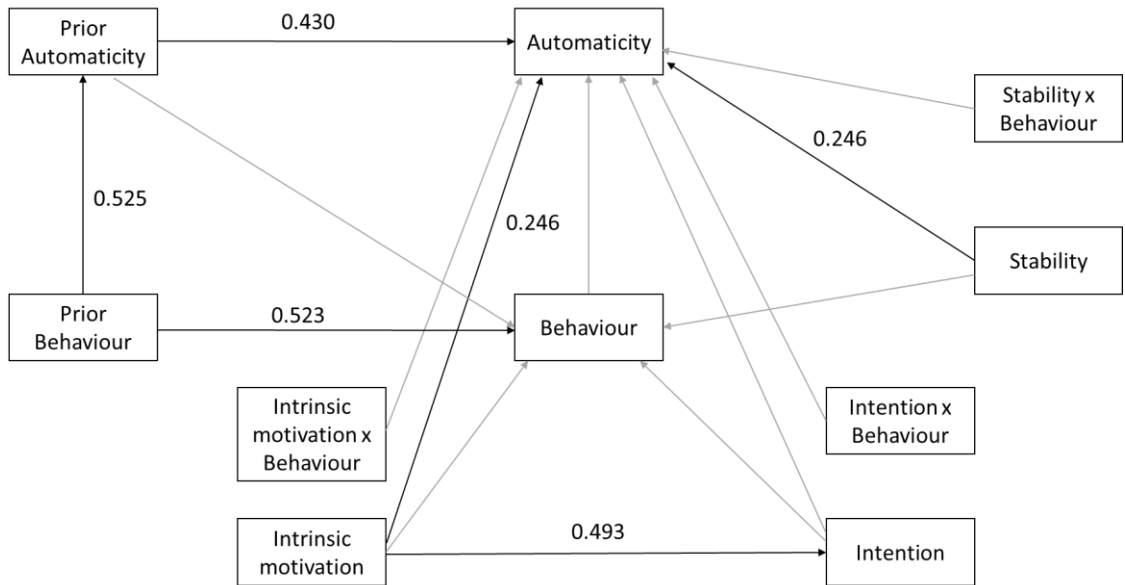 Prior
Automaticity
0.430
Automaticity
Stability x
Behaviour
0.246
0.525
0.246
Stability
Prior
Behaviour
0.523
Behaviour
Intrinsic
motivation x
Behaviour
Intention x
Behaviour
Intrinsic
motivation
0.493
Intention